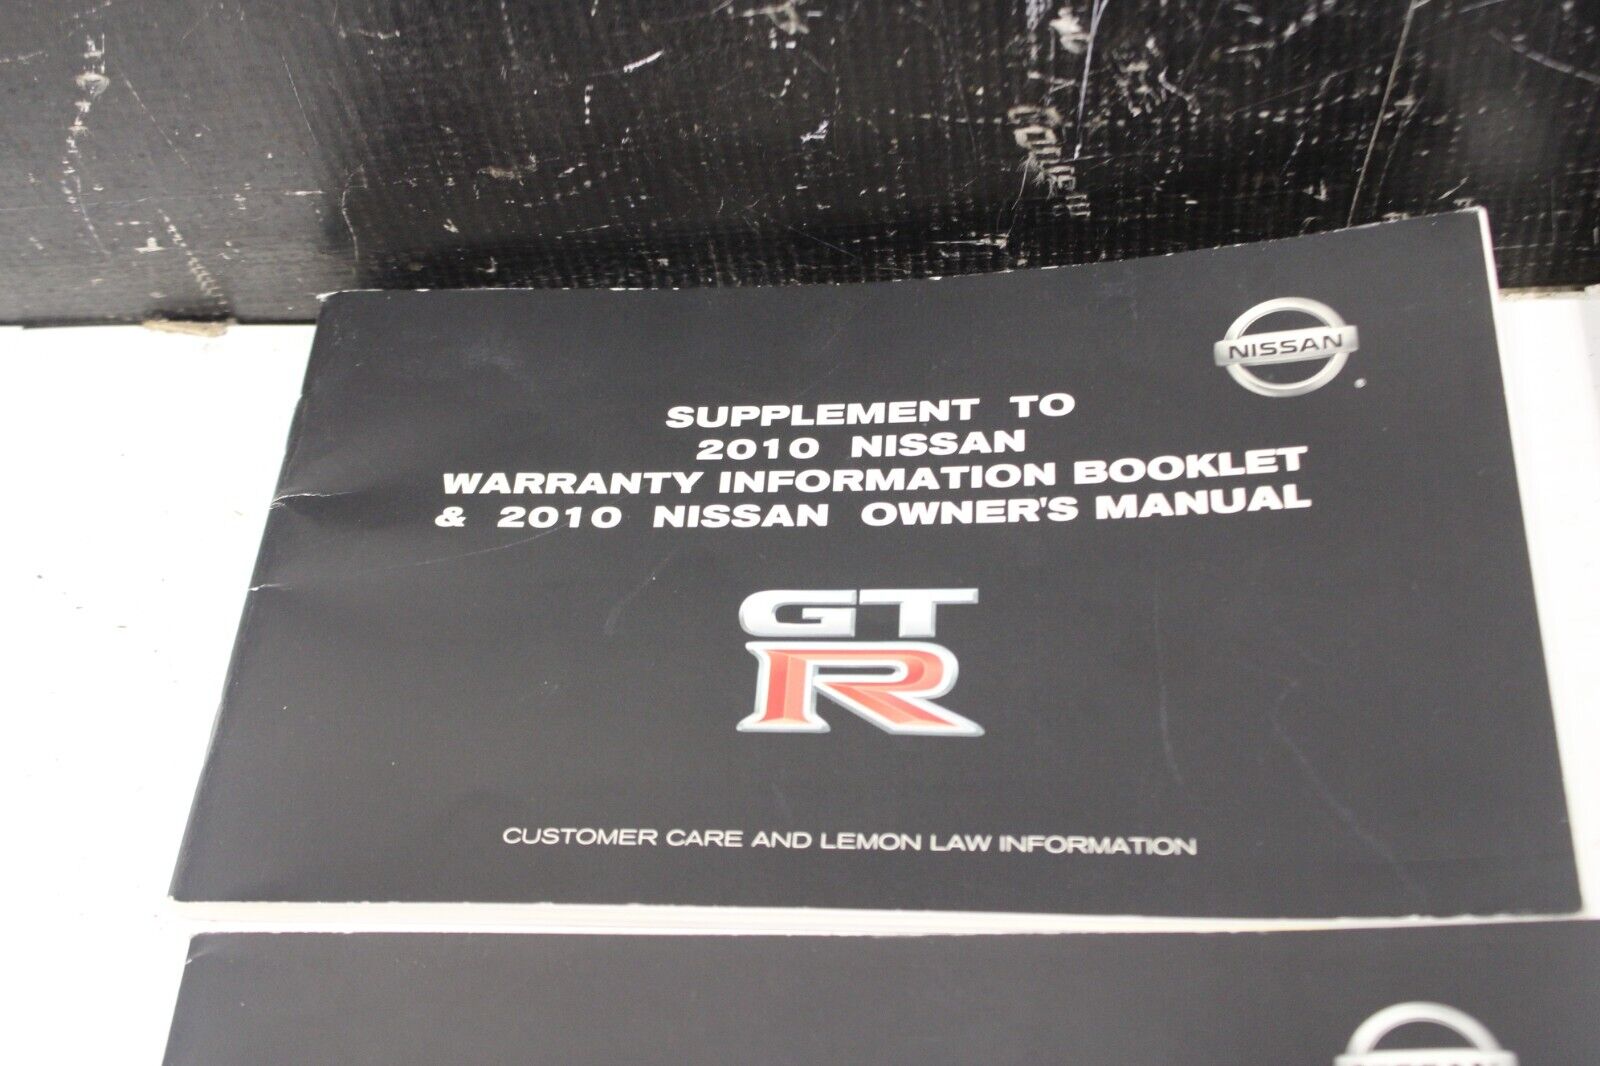 NISSAN
SUPPLEMENT TO
2010 NISSAN
WARRANTY INFORMATION BOOKLET
& 2010 NISSAN OWNER'S MANUAL
GT
R
CUSTOMER CARE AND LEMON LAW INFORMATION